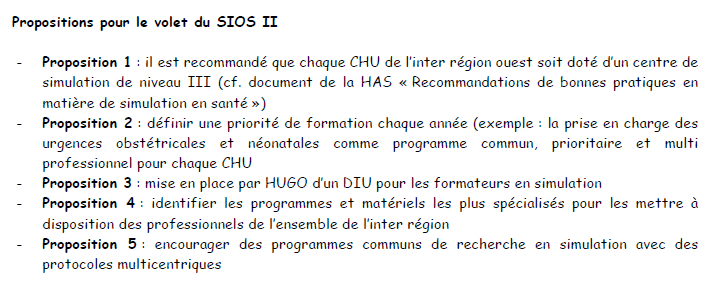 Propositions pour le volet du SIOS II
- Proposition 1 : il est recommandé que chaque CHU de l'inter région ouest soit doté d'un centre de
simulation de niveau III (cf. document de la HAS « Recommandations de bonnes pratiques en
matière de simulation en santé »)
- Proposition 2 : définir une priorité de formation chaque année (exemple : la prise en charge des
urgences obstétricales et néonatales comme programme commun, prioritaire et multi
professionnel pour chaque CHU
- Proposition 3 : mise en place par HUGO d'un DIU pour les formateurs en simulation
- Proposition 4 : identifier les programmes et matériels les plus spécialisés pour les mettre à
disposition des professionnels de l'ensemble de l'inter région
- Proposition 5 : encourager des programmes communs de recherche en simulation avec des
protocoles multicentriques